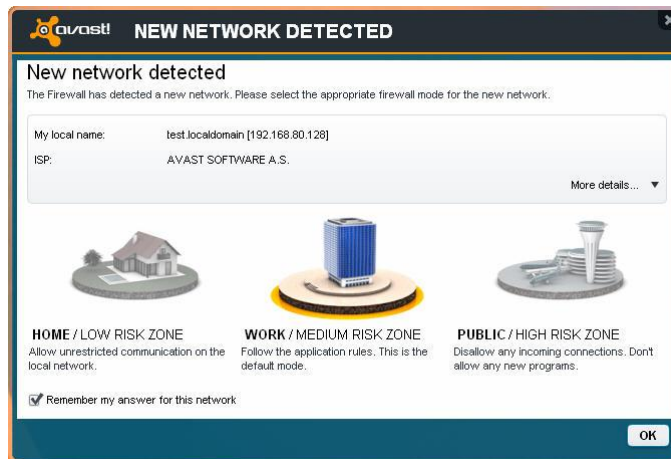 avast! NEW NETWORK DETECTED
New network detected
The Firewall has detected a new network. Please select the appropriate firewall mode for the new network.
My local name: test.localdomain [192.168.80.128]
ISP: AVAST SOFTWARE A.S.
More details... ▼
HOME / LOW RISK ZONE
Allow unrestricted communication on the
local network.
WORK / MEDIUM RISK ZONE
Follow the application rules. This is the
default mode.
PUBLIC / HIGH RISK ZONE
Disallow any incoming connections. Don't
allow any new programs.
Remember my answer for this network
OK